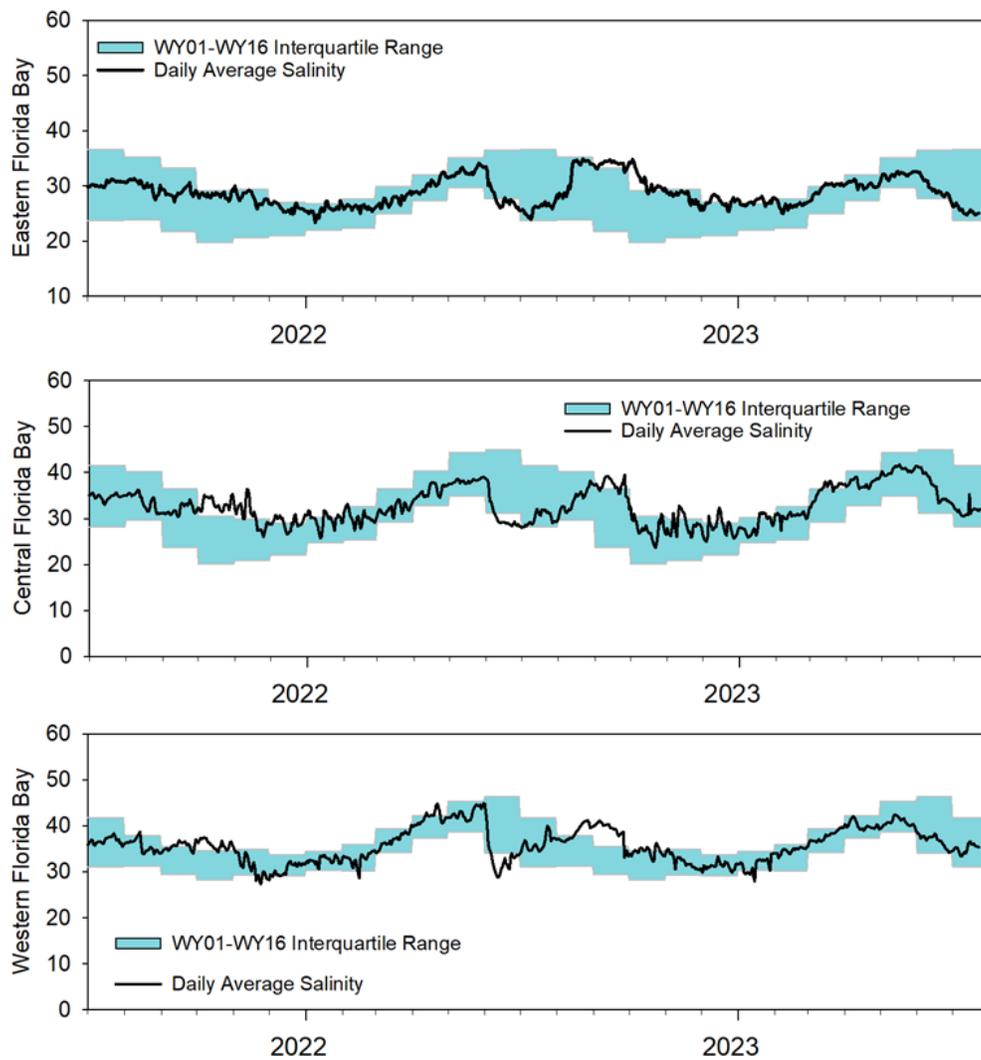 60
WY01-WY16 Interquartile Range
50
Daily Average Salinity
40
30
20
10
Eastern Florida Bay
2022 2023
60
50
WY01-WY16 Interquartile Range
Daily Average Salinity
40
30
20
10
0
Central Florida Bay
2022 2023
60
50
40
30
20
WY01-WY16 Interquartile Range
10
Daily Average Salinity
0
Western Florida Bay
2022 2023